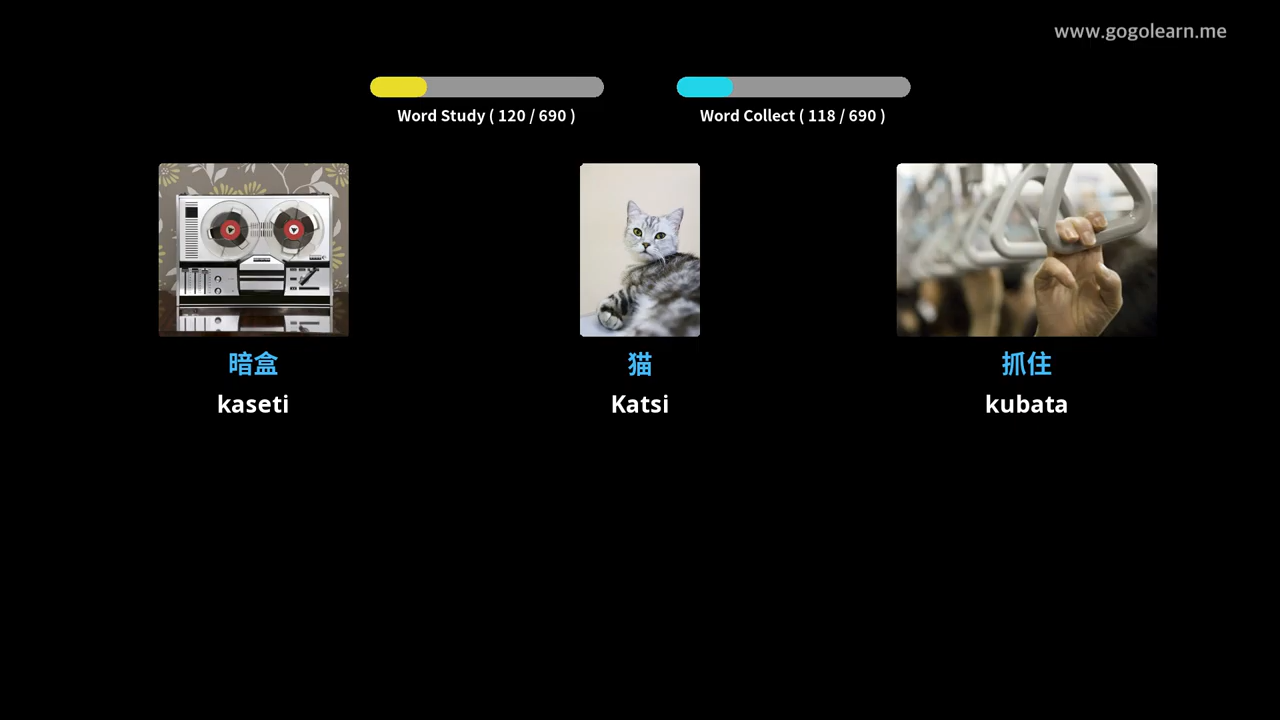 www.gogolearn.me
Word Study ( 120 / 690 )
Word Collect ( 118 / 690 )
暗盒
猫
抓住
kaseti
Katsi
kubata